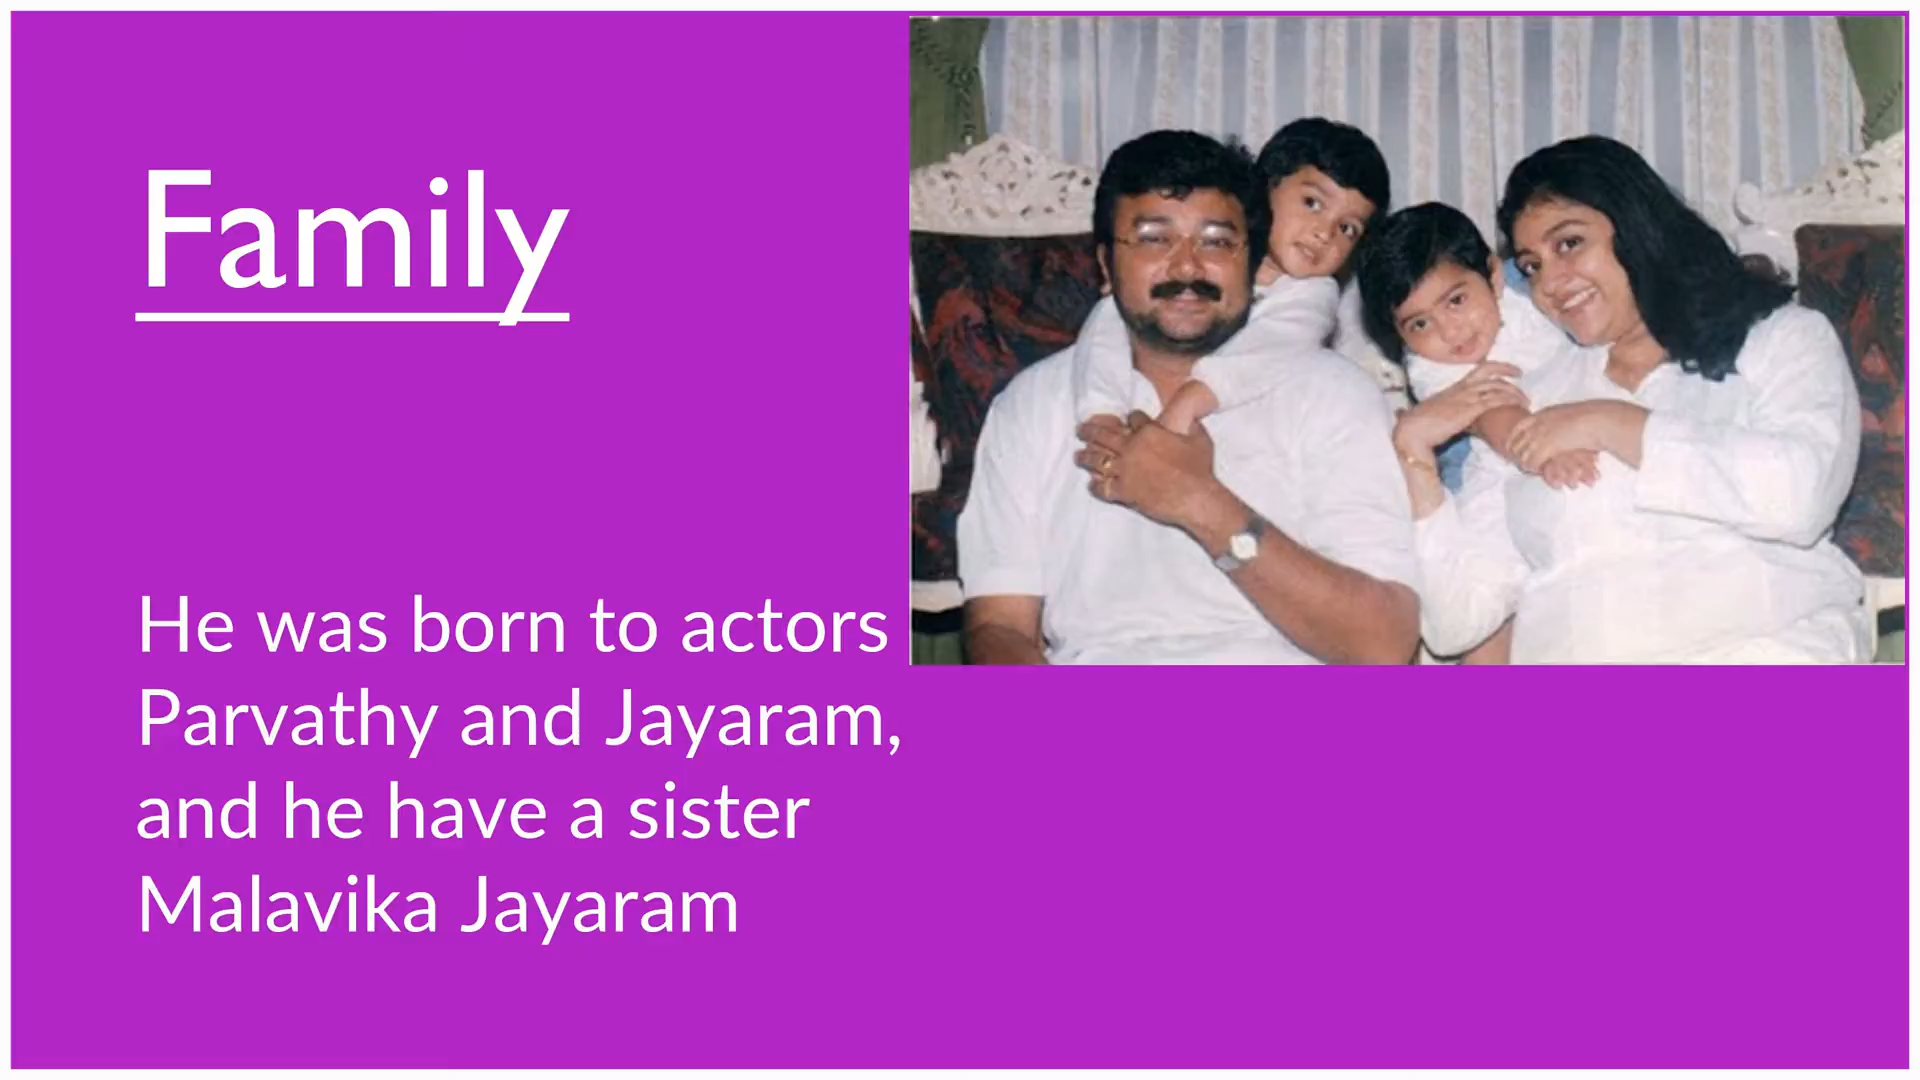 Family
He was born to actors
Parvathy and Jayaram,
and he have a sister
Malavika Jayaram